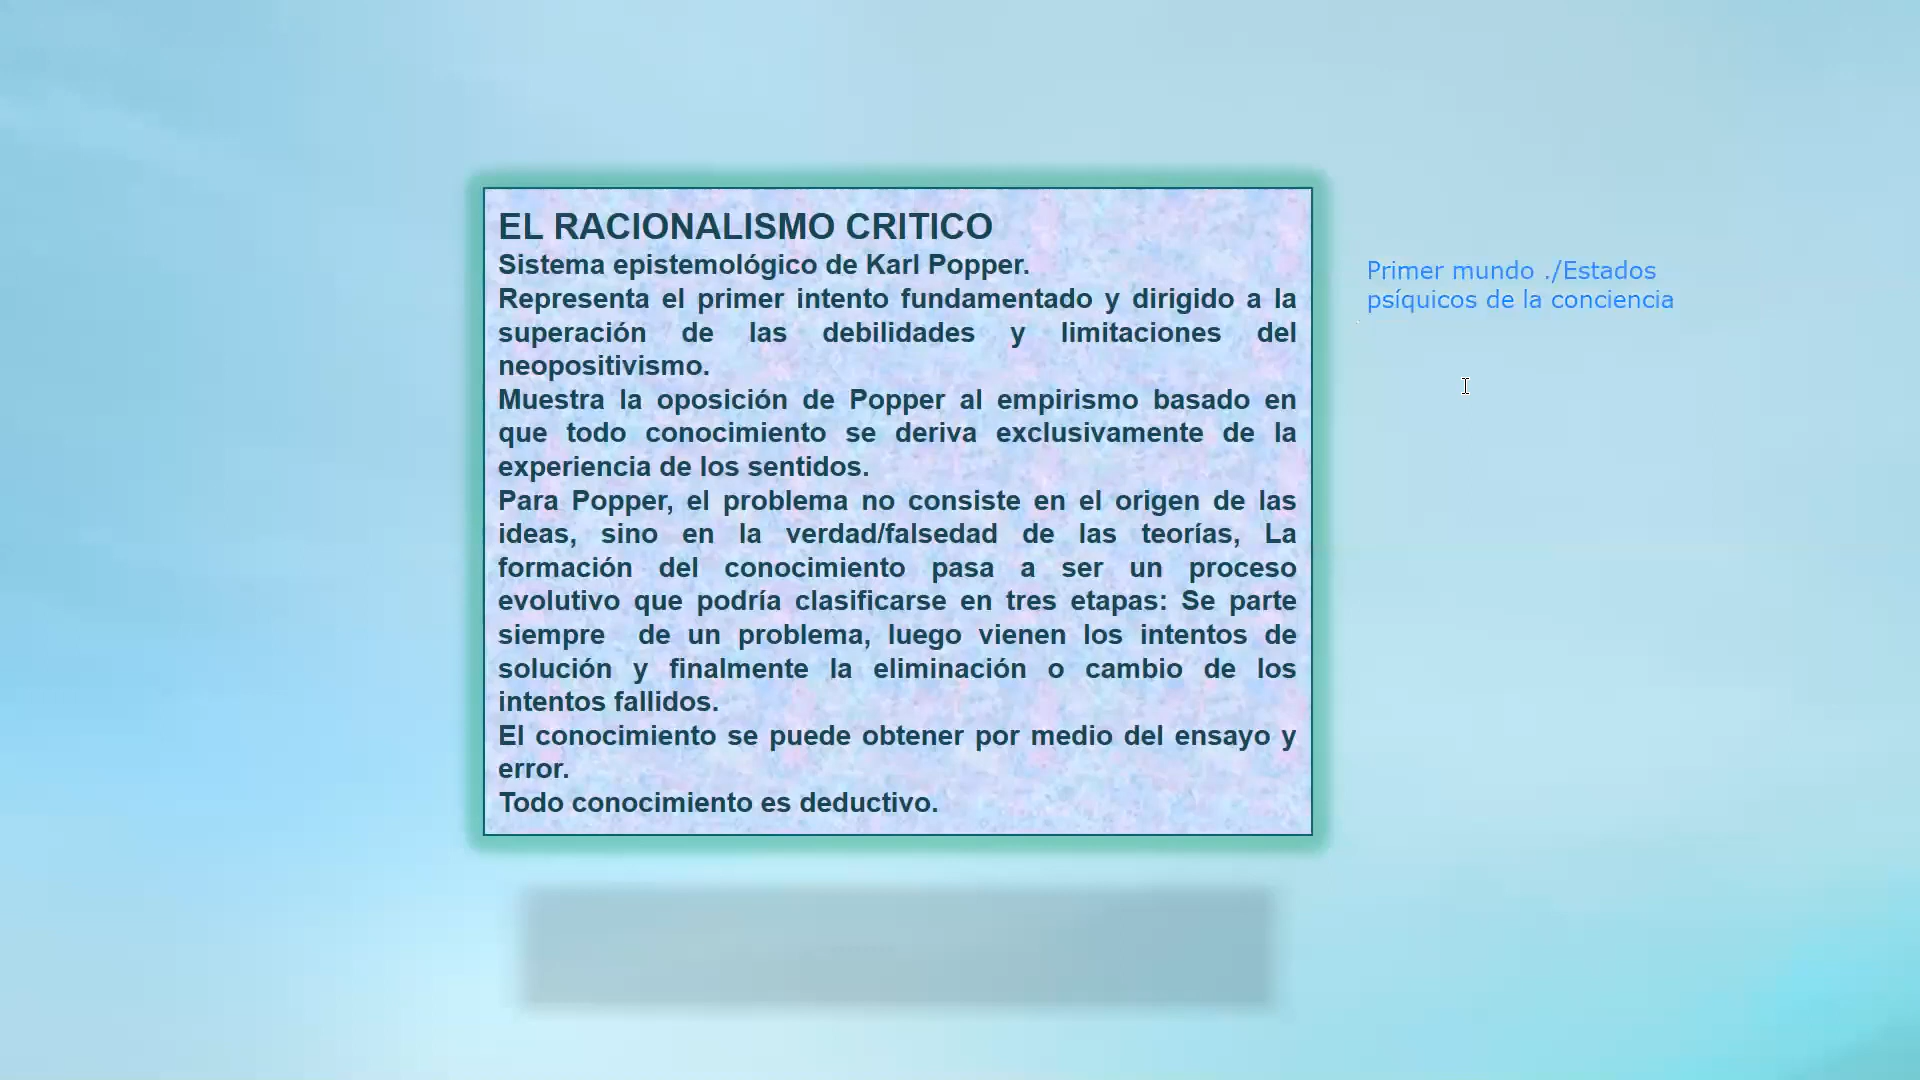 EL RACIONALISMO CRITICO
Sistema epistemológico de Karl Popper.
Representa el primer intento fundamentado y dirigido a la
superación de las debilidades y limitaciones del
neopositivismo.
Muestra la oposición de Popper al empirismo basado en
que todo conocimiento se deriva exclusivamente de la
experiencia de los sentidos.
Para Popper, el problema no consiste en el origen de las
ideas, sino en la verdad/falsedad de las teorías, La
formación del conocimiento pasa a ser un proceso
evolutivo que podría clasificarse en tres etapas: Se parte
siempre de un problema, luego vienen los intentos de
solución y finalmente la eliminación o cambio de los
intentos fallidos.
El conocimiento se puede obtener por medio del ensayo y
error.
Todo conocimiento es deductivo.
Primer mundo ./Estados
psíquicos de la conciencia